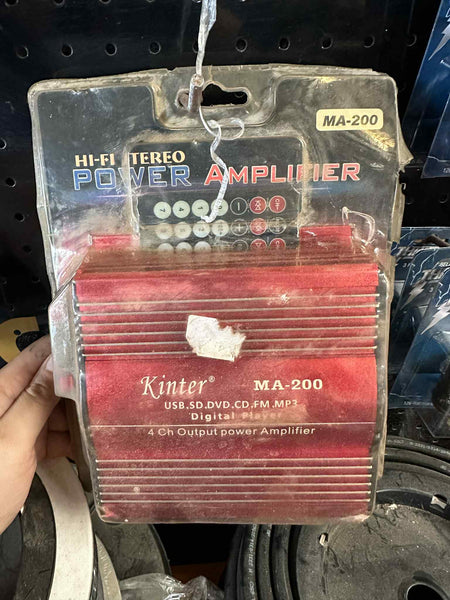 MA-200
HI-FI STEREO
POWER AMPLIFIER
Kinter® MA-200
USB,SD,DVD,CD,FM,MP3
Digital Player
4 Ch Output power Amplifier